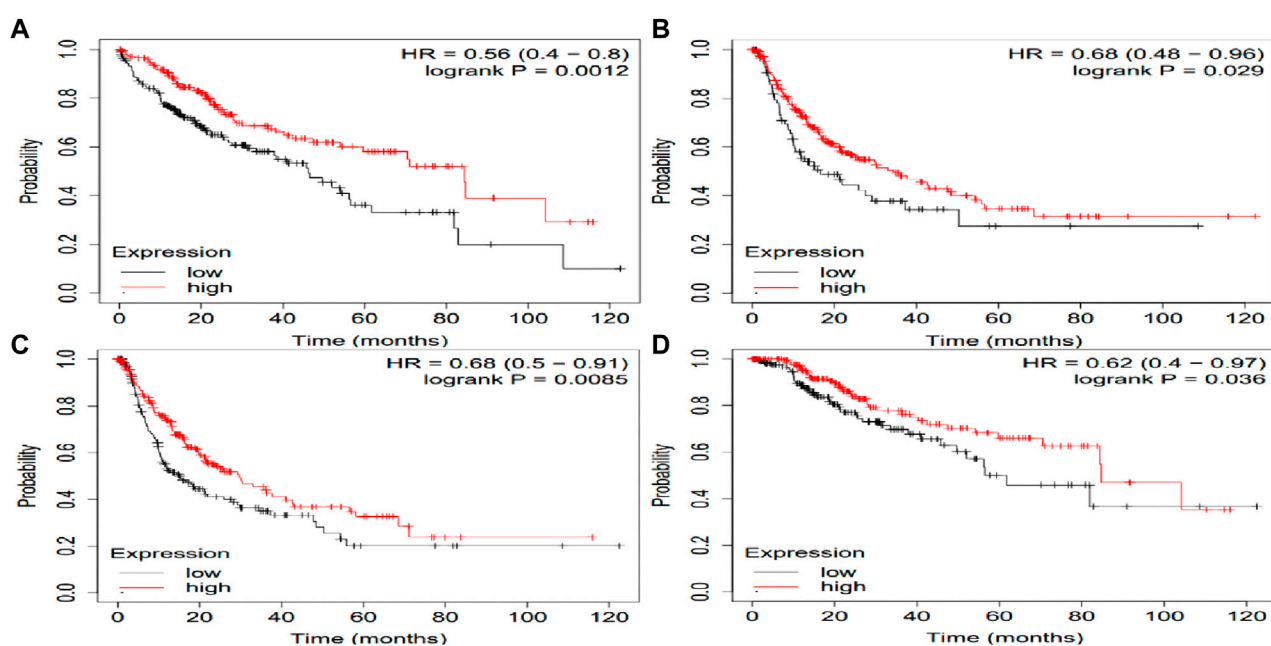 A
HR = 0.56 (0.4 − 0.8)
logrank P = 0.0012
Probability
1.0
0.8
0.6
0.4
0.2
0.0
Expression
low
high
0 20 40 60 80 100 120
Time (months)
B
HR = 0.68 (0.48 − 0.96)
logrank P = 0.029
Probability
1.0
0.8
0.6
0.4
0.2
0.0
Expression
low
high
0 20 40 60 80 100 120
Time (months)
C
HR = 0.68 (0.5 − 0.91)
logrank P = 0.0085
Probability
1.0
0.8
0.6
0.4
0.2
0.0
Expression
low
high
0 20 40 60 80 100 120
Time (months)
D
HR = 0.62 (0.4 − 0.97)
logrank P = 0.036
Probability
1.0
0.8
0.6
0.4
0.2
0.0
Expression
low
high
0 20 40 60 80 100 120
Time (months)